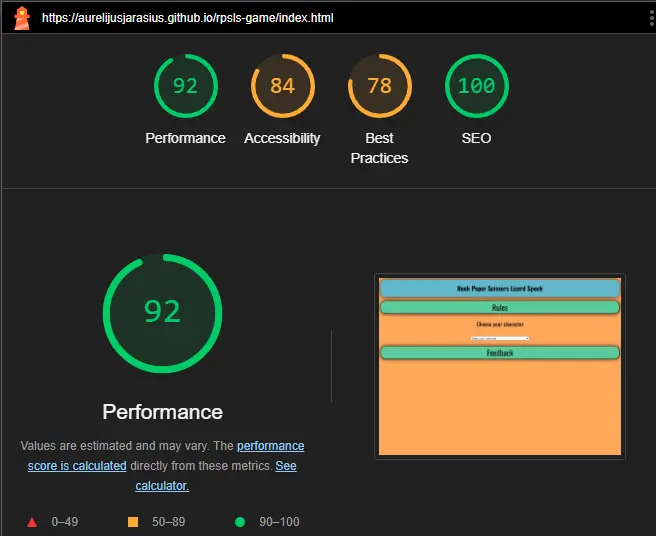 https://aurelijusjarasius.github.io/rpsls-game/index.html
92
84
78
100
Performance
Accessibility
Best
Practices
SEO
92
Performance
Values are estimated and may vary. The performance
score is calculated directly from these metrics. See
calculator.
0–49
50–89
90–100
Rock Paper Scissors Lizard Spock
Rules
Choose your character
Feedback